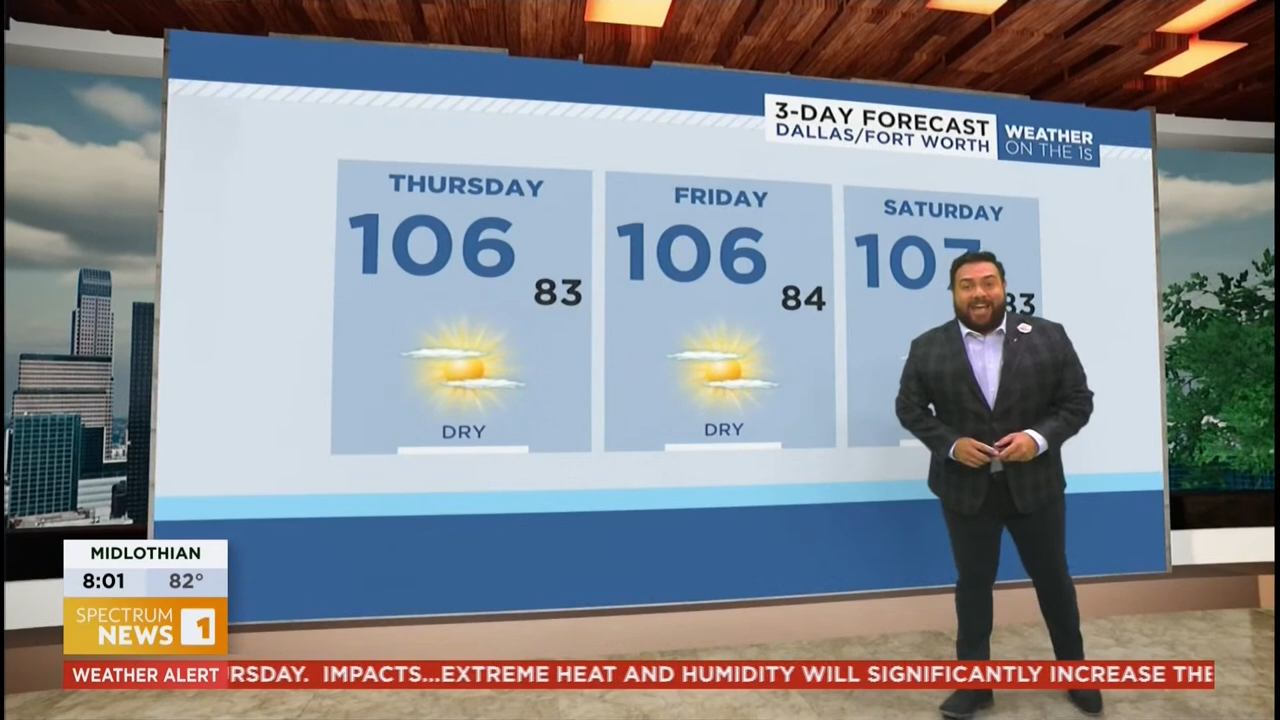 3-DAY FORECAST
DALLAS/FORT WORTH
WEATHER
ON THE 1S
THURSDAY
106
83
DRY
FRIDAY
106
84
DRY
SATURDAY
107
83
MIDLOTHIAN
8:01 82°
SPECTRUM
NEWS 1
WEATHER ALERT RSDAY. IMPACTS...EXTREME HEAT AND HUMIDITY WILL SIGNIFICANTLY INCREASE THE